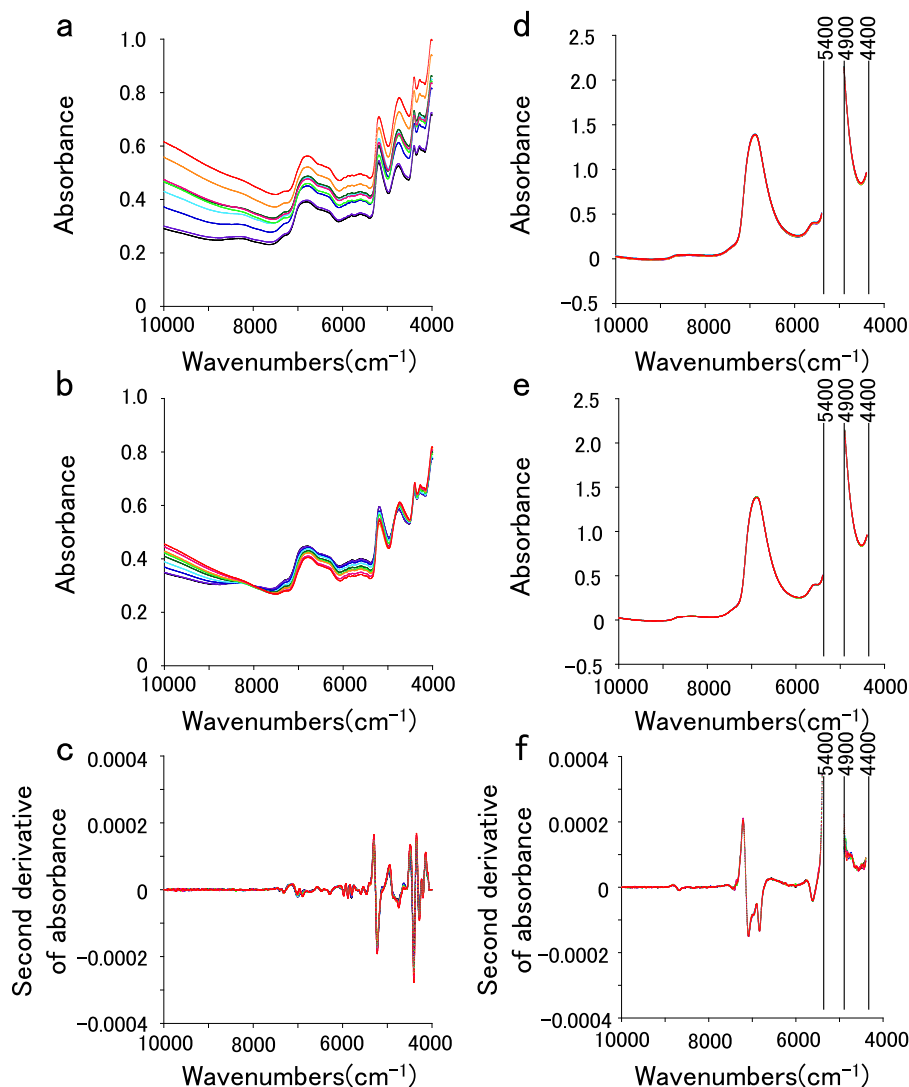 a
1.0
0.8
0.6
0.4
0.2
0
Absorbance
10000 8000 6000 4000
Wavenumbers(cm⁻¹)
d
2.5
2.0
1.5
1.0
0.5
0
−0.5
Absorbance
5400
4900
4400
10000 8000 6000 4000
Wavenumbers(cm⁻¹)
b
1.0
0.8
0.6
0.4
0.2
0
Absorbance
10000 8000 6000 4000
Wavenumbers(cm⁻¹)
e
2.5
2.0
1.5
1.0
0.5
0
−0.5
Absorbance
5400
4900
4400
10000 8000 6000 4000
Wavenumbers(cm⁻¹)
c
0.0004
0.0002
0
−0.0002
−0.0004
Second derivative
of absorbance
10000 8000 6000 4000
Wavenumbers(cm⁻¹)
f
0.0004
0.0002
0
−0.0002
−0.0004
Second derivative
of absorbance
5400
4900
4400
10000 8000 6000 4000
Wavenumbers(cm⁻¹)